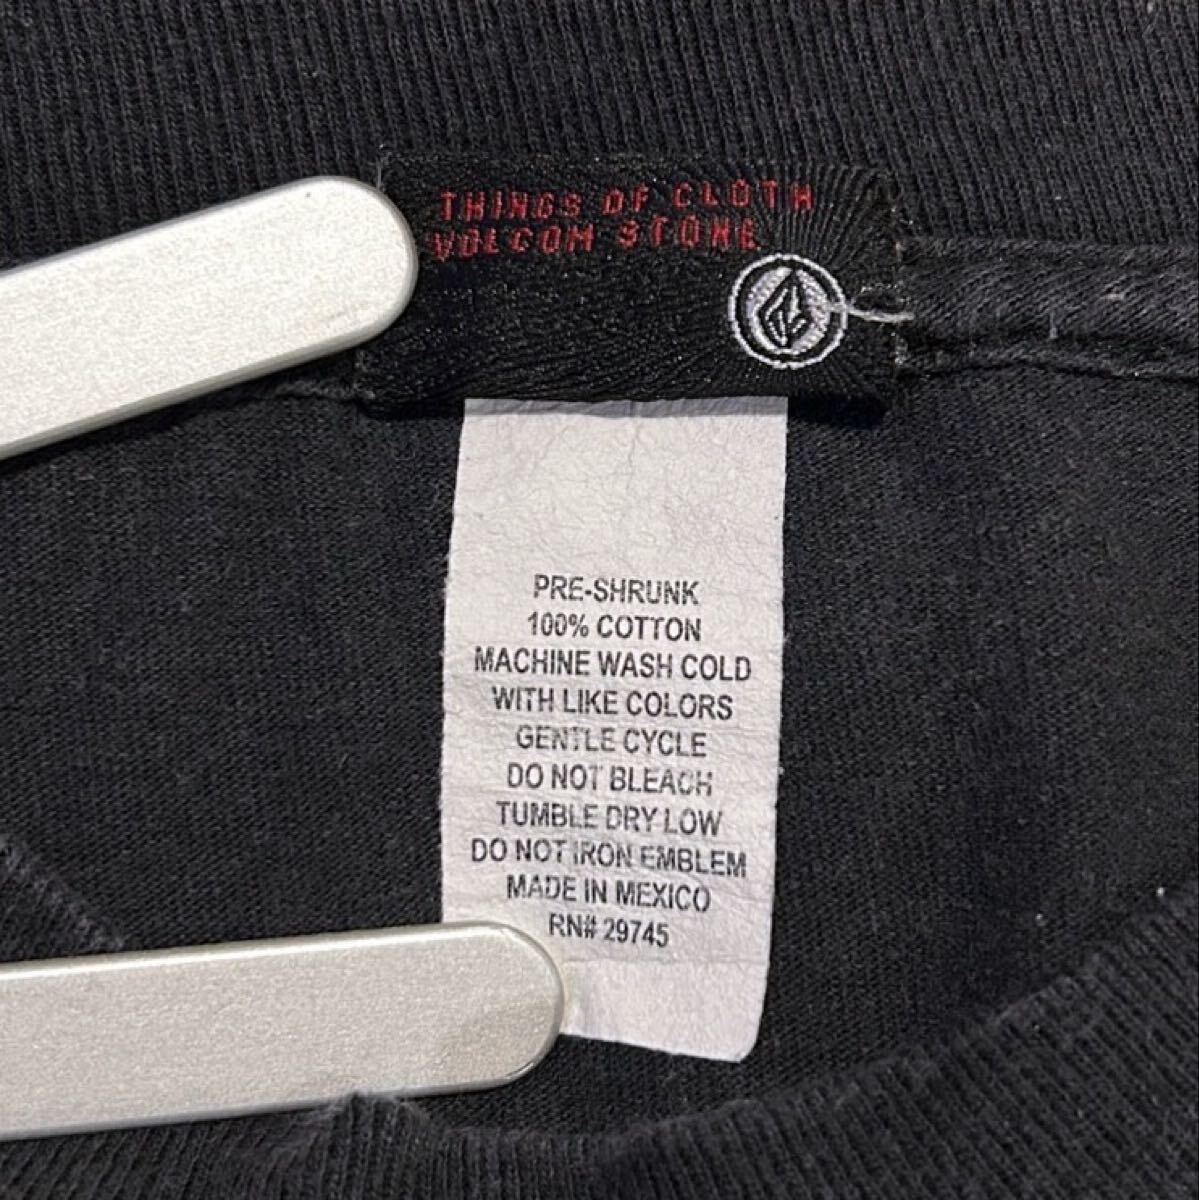 THINGS OF CLOTH
VOLCOM STONE
PRE-SHRUNK
100% COTTON
MACHINE WASH COLD
WITH LIKE COLORS
GENTLE CYCLE
DO NOT BLEACH
TUMBLE DRY LOW
DO NOT IRON EMBLEM
MADE IN MEXICO
RN# 29745